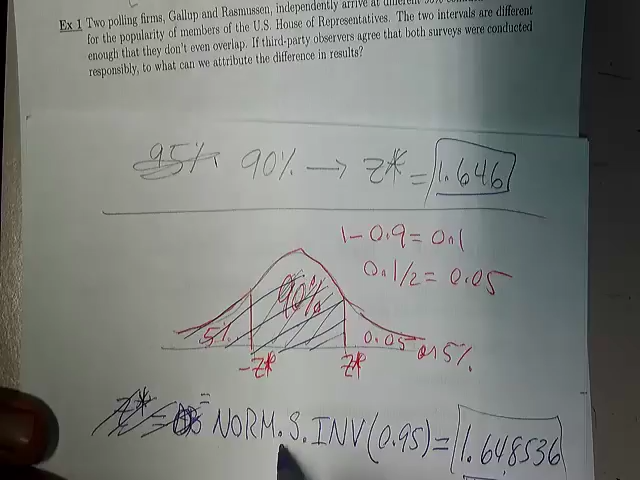 Ex 1 Two polling firms, Gallup and Rasmussen, independently arrive at different
for the popularity of members of the U.S. House of Representatives. The two intervals are different
enough that they don't even overlap. If third-party observers agree that both surveys were conducted
responsibly, to what can we attribute the difference in results?
95% 90% → Z* = 1.646
1 - 0.9 = 0.1
0.1/2 = 0.05
90%
5% 0.05 or 5%
-Z* Z*
Z* = = NORM.S.INV(0.95) = 1.648536